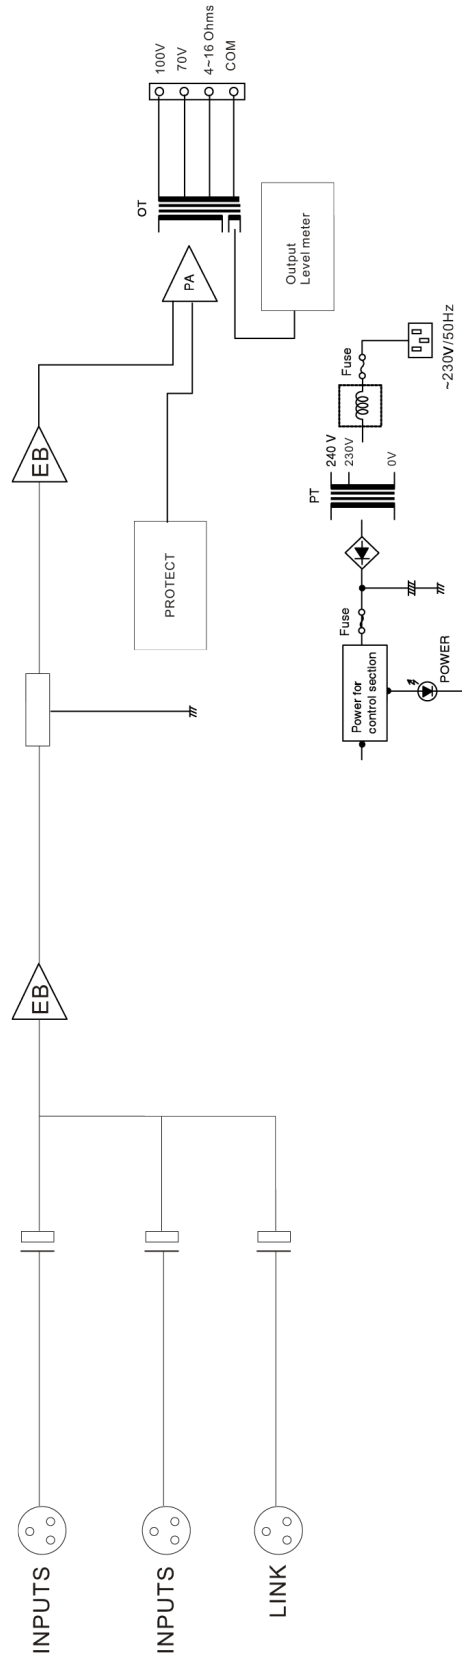 INPUTS
INPUTS
LINK
EB
EB
PROTECT
PA
OT
100V
70V
4~16 Ohms
COM
Output
Level meter
Power for
control section
POWER
Fuse
PT
240 V
230V
0V
Fuse
~230V/50Hz